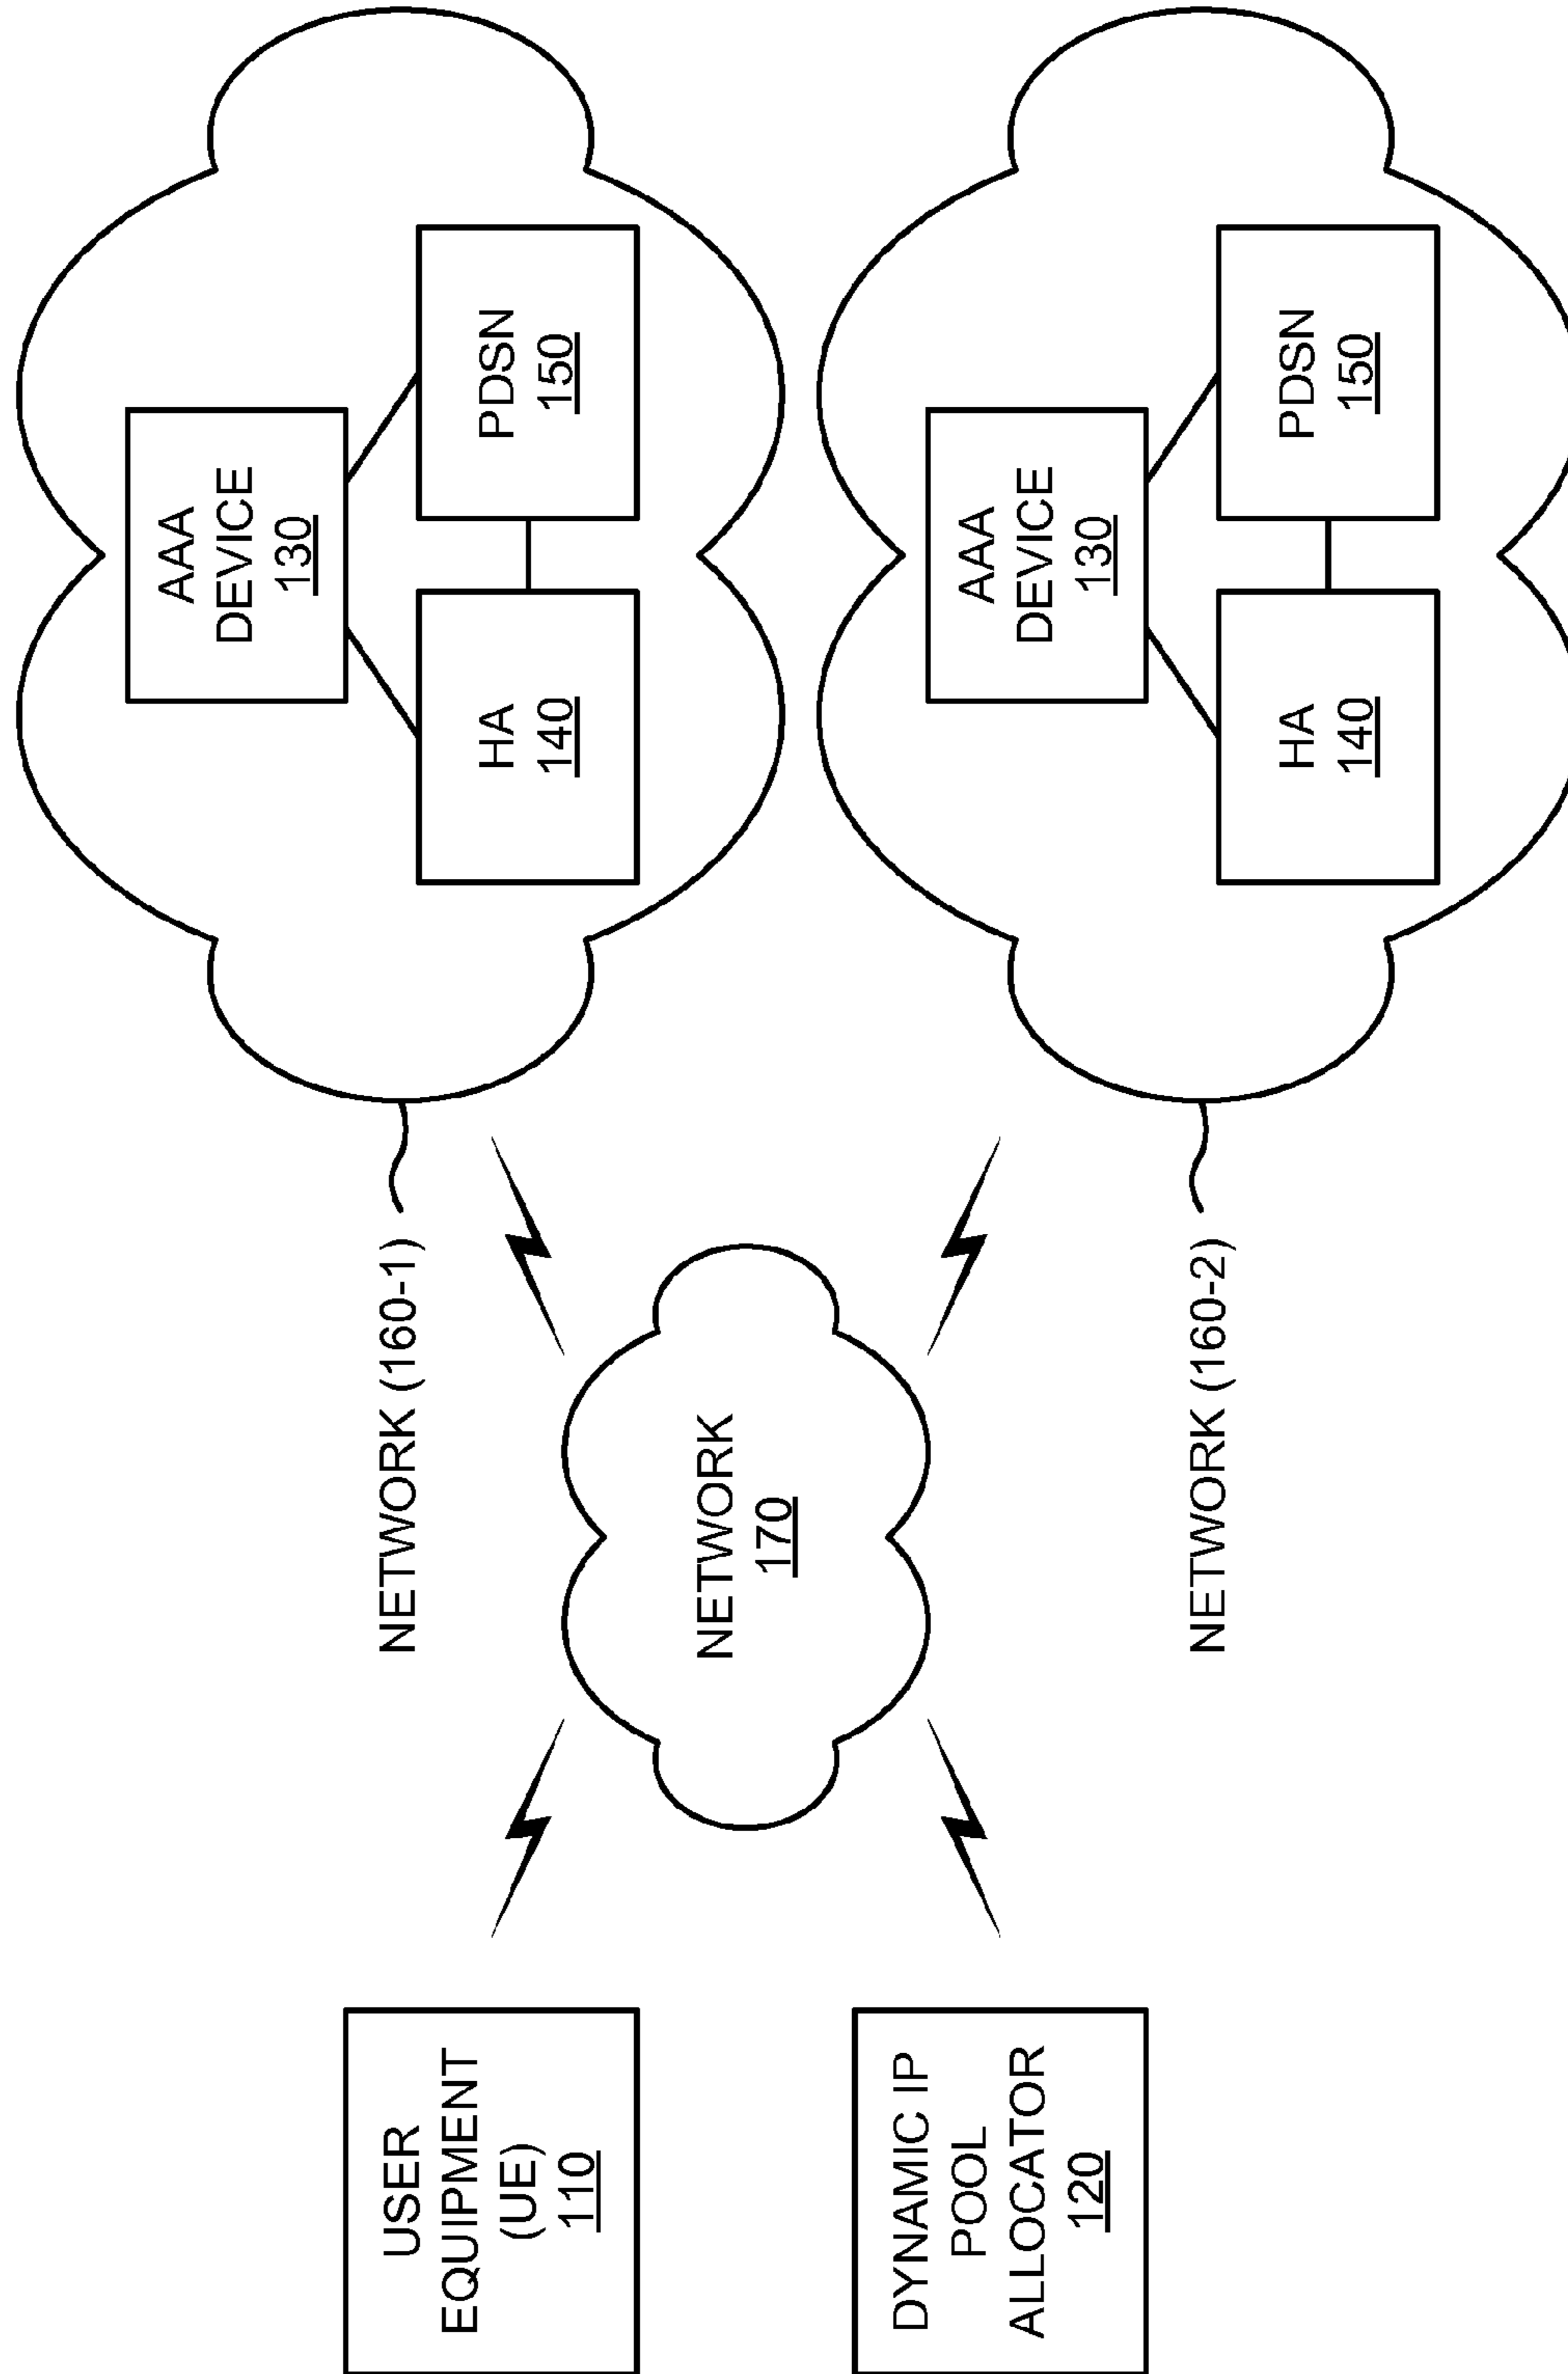 USER
EQUIPMENT
(UE)
110
DYNAMIC IP
POOL
ALLOCATOR
120
NETWORK
170
NETWORK (160-1)
AAA
DEVICE
130
HA
140
PDSN
150
NETWORK (160-2)
AAA
DEVICE
130
HA
140
PDSN
150